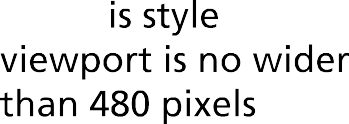 is style
viewport is no wider
than 480 pixels